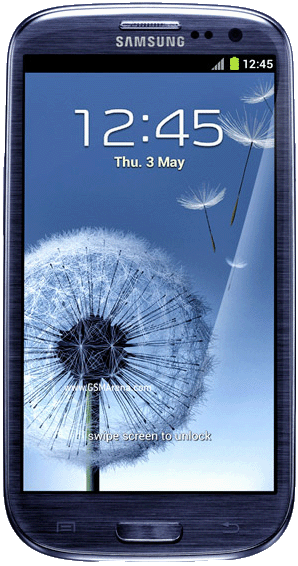 SAMSUNG
12:45
12:45
Thu. 3 May
www.GSMArena.com
swipe screen to unlock